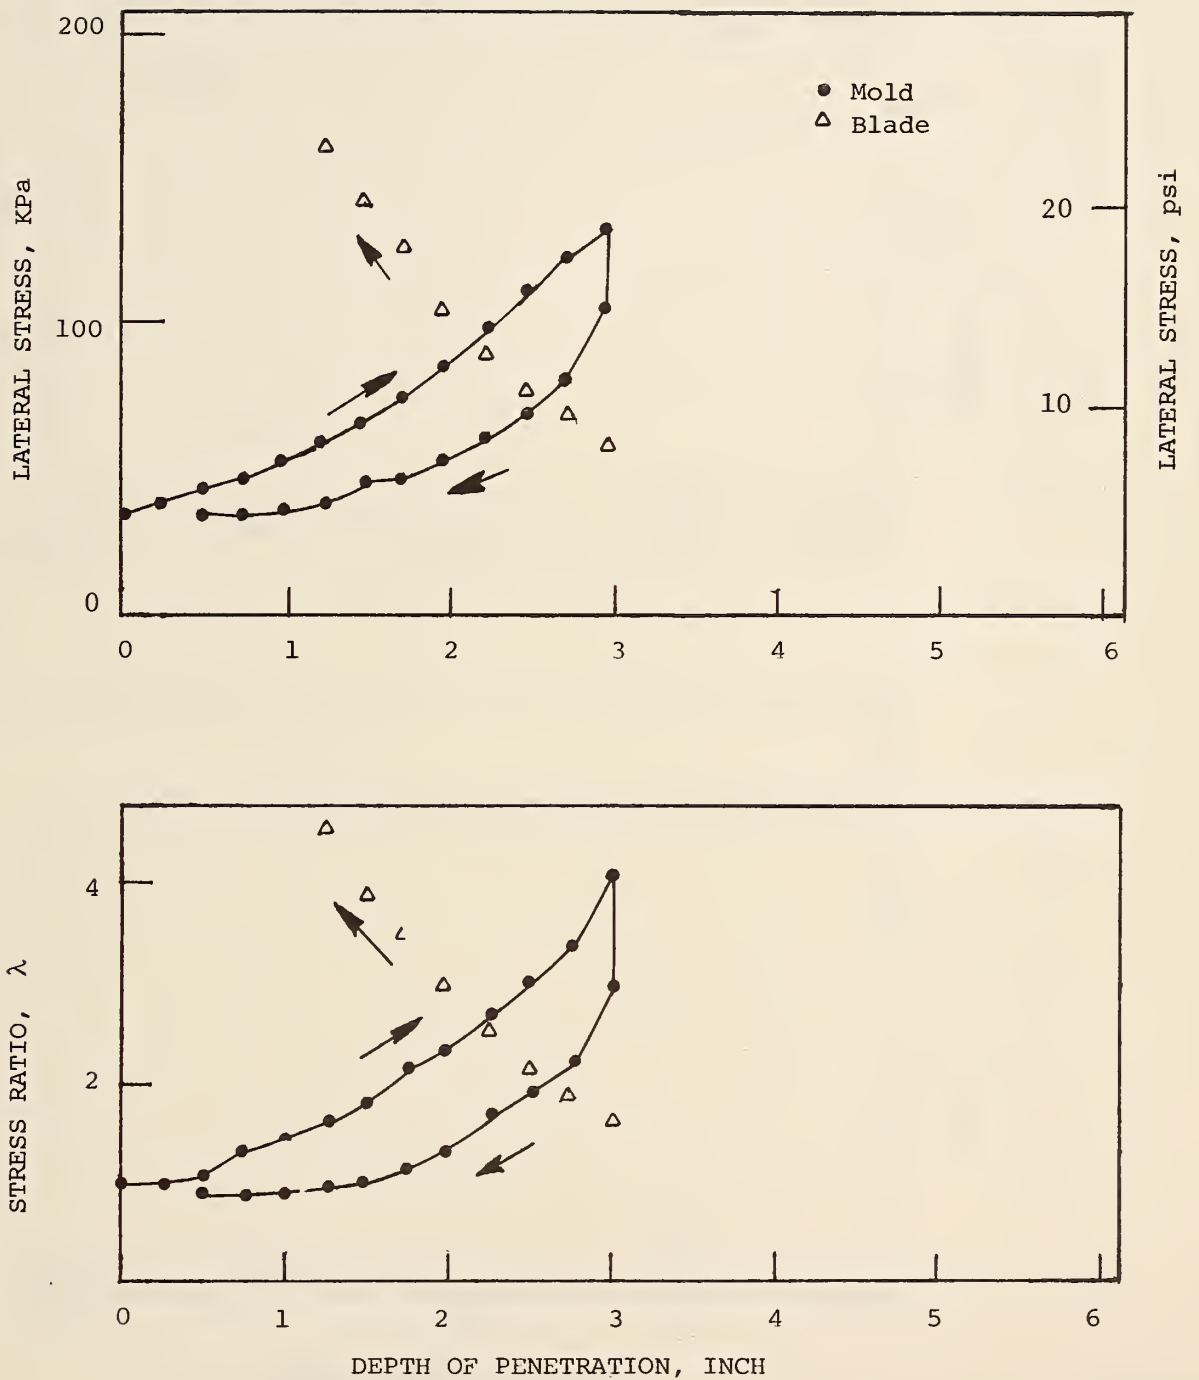 200
Mold
Blade
LATERAL STRESS, KPa
20
LATERAL STRESS, psi
100
10
0
0 1 2 3 4 5 6
4
STRESS RATIO, λ
2
0 1 2 3 4 5 6
DEPTH OF PENETRATION, INCH